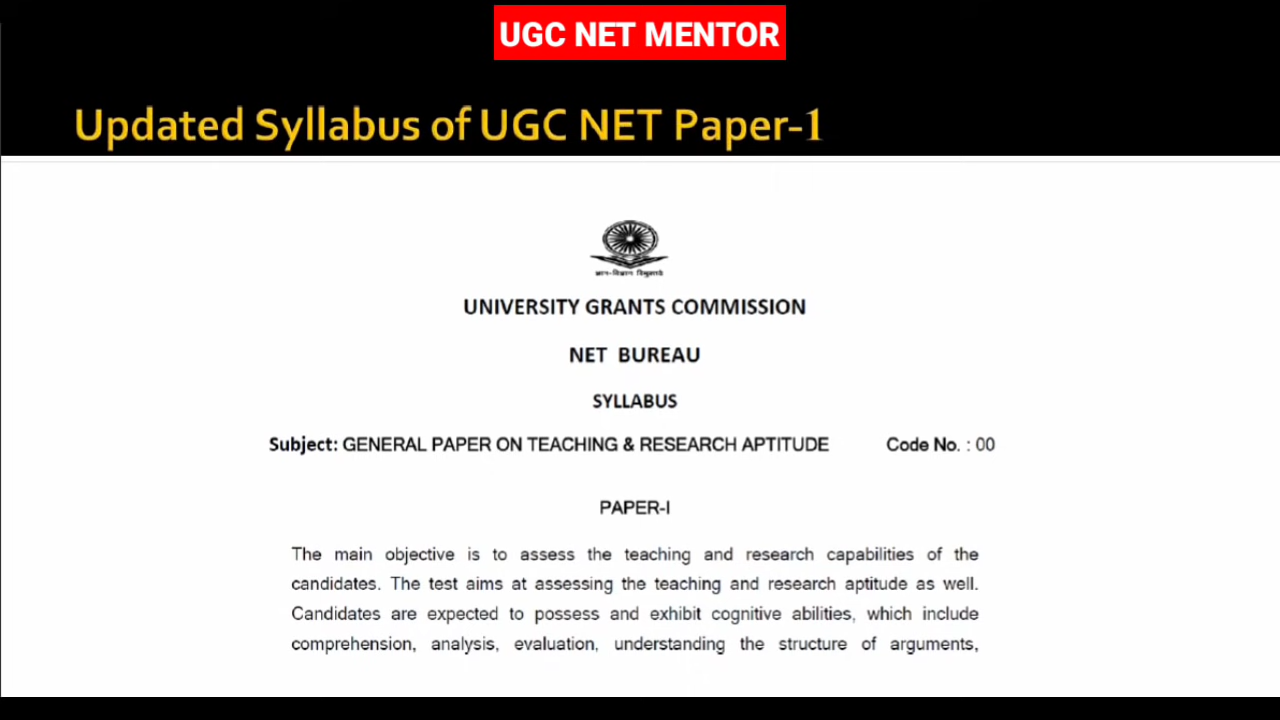 UGC NET MENTOR
Updated Syllabus of UGC NET Paper-1
ज्ञान-विज्ञान विमुक्तये
UNIVERSITY GRANTS COMMISSION
NET BUREAU
SYLLABUS
Subject: GENERAL PAPER ON TEACHING & RESEARCH APTITUDE Code No. : 00
PAPER-I
The main objective is to assess the teaching and research capabilities of the
candidates. The test aims at assessing the teaching and research aptitude as well.
Candidates are expected to possess and exhibit cognitive abilities, which include
comprehension, analysis, evaluation, understanding the structure of arguments,